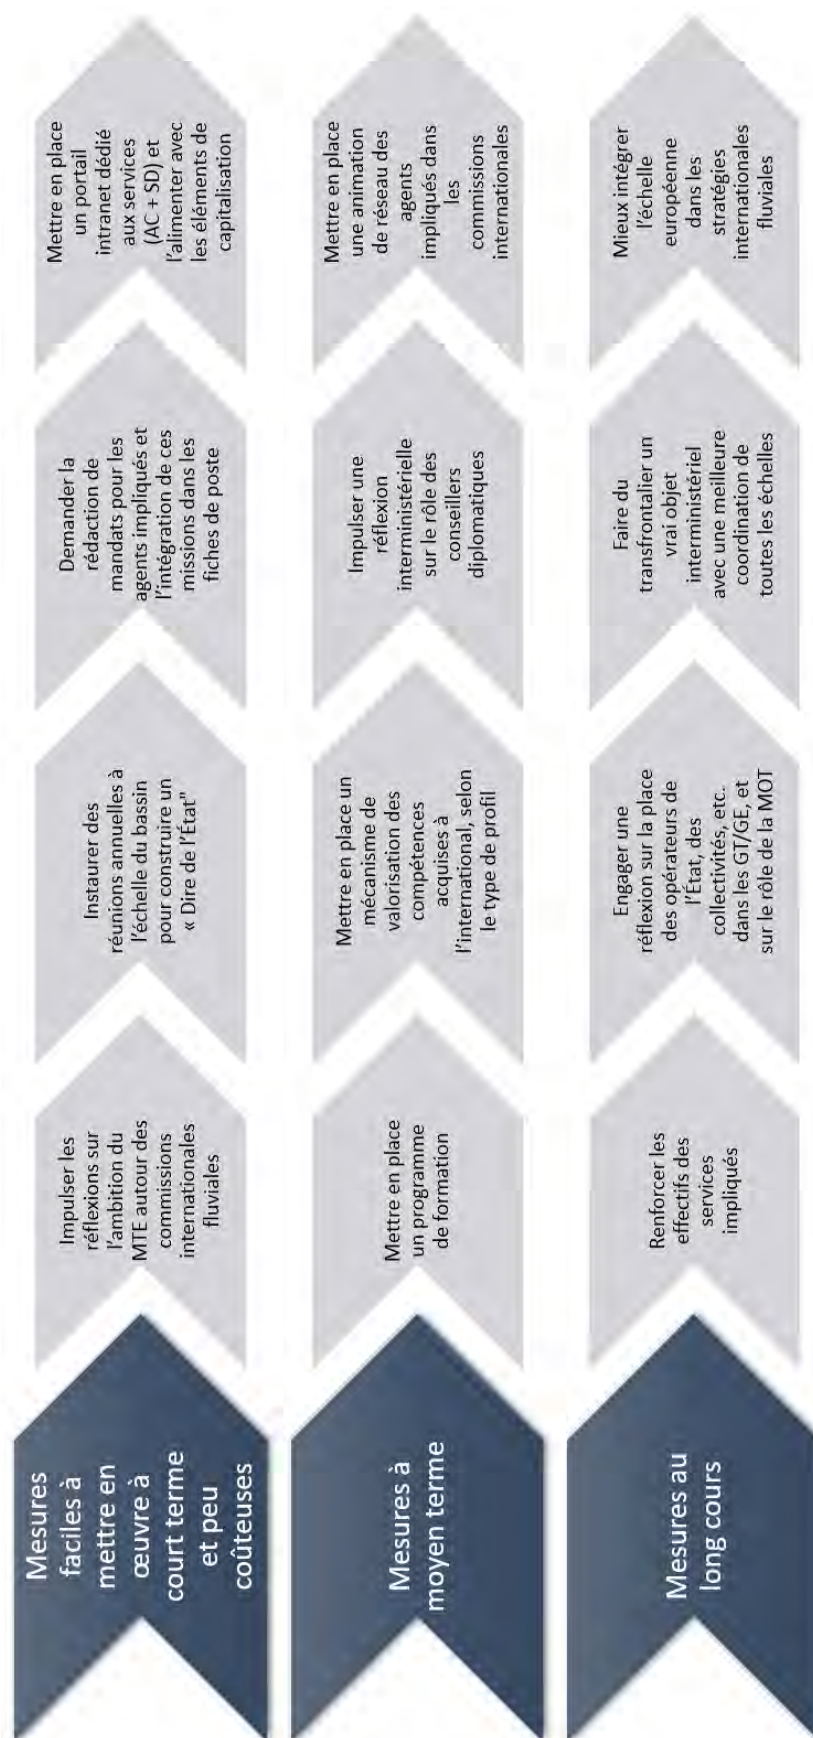 Mesures
faciles à
mettre en
œuvre à
court terme
et peu
coûteuses
Impulser les
réflexions sur
l'ambition du
MTE autour des
commissions
internationales
fluviales
Instaurer des
réunions annuelles à
l'échelle du bassin
pour construire un
« Dire de l'État"
Demander la
rédaction de
mandats pour les
agents impliqués et
l'intégration de ces
missions dans les
fiches de poste
Mettre en place
un portail
intranet dédié
aux services
(AC + SD) et
l'alimenter avec
les éléments de
capitalisation
Mesures à
moyen terme
Mettre en place
un programme
de formation
Mettre en place un
mécanisme de
valorisation des
compétences
acquises à
l'international, selon
le type de profil
Impulser une
réflexion
interministérielle
sur le rôle des
conseillers
diplomatiques
Mettre en place
une animation
de réseau des
agents
impliqués dans
les
commissions
internationales
Mesures au
long cours
Renforcer les
effectifs des
services
impliqués
Engager une
réflexion sur la place
des opérateurs de
l'État, des
collectivités, etc.
dans les GT/GE, et
sur le rôle de la MOT
Faire du
transfrontalier un
vrai objet
interministériel
avec une meilleure
coordination de
toutes les échelles
Mieux intégrer
l'échelle
européenne
dans les
stratégies
internationales
fluviales